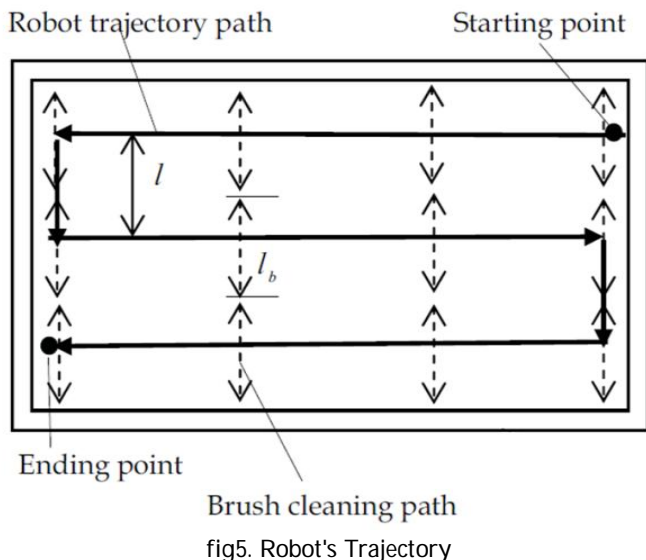 Robot trajectory path
Starting point
l
l_b
Ending point
Brush cleaning path
fig5. Robot's Trajectory